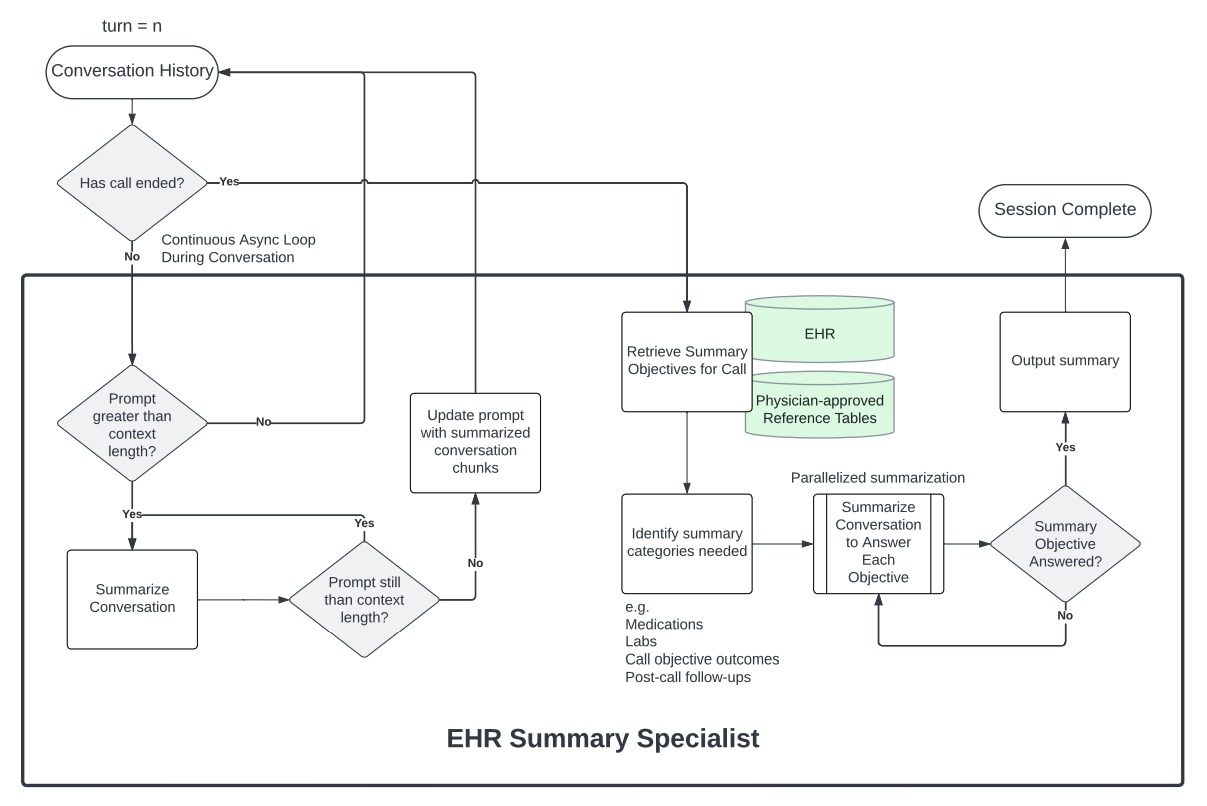 turn = n
Conversation History
Has call ended?
Yes
No
Continuous Async Loop
During Conversation
Session Complete
Prompt
greater than
context
length?
No
Yes
Summarize
Conversation
Yes
Prompt still
than context
length?
No
Update prompt
with summarized
conversation
chunks
Retrieve Summary
Objectives for Call
EHR
Physician-approved
Reference Tables
Identify summary
categories needed
e.g.
Medications
Labs
Call objective outcomes
Post-call follow-ups
Parallelized summarization
Summarize
Conversation
to Answer
Each
Objective
Summary
Objective
Answered?
Yes
No
Output summary
EHR Summary Specialist